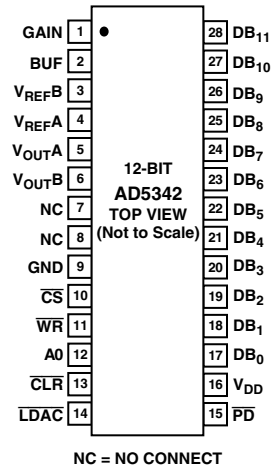 GAIN 1 28 DB11
BUF 2 27 DB10
VREFB 3 26 DB9
VREFA 4 25 DB8
VOUTA 5 24 DB7
VOUTB 6 23 DB6
NC 7 22 DB5
NC 8 21 DB4
GND 9 20 DB3
CS 10 19 DB2
WR 11 18 DB1
A0 12 17 DB0
CLR 13 16 VDD
LDAC 14 15 PD
12-BIT
AD5342
TOP VIEW
(Not to Scale)
NC = NO CONNECT